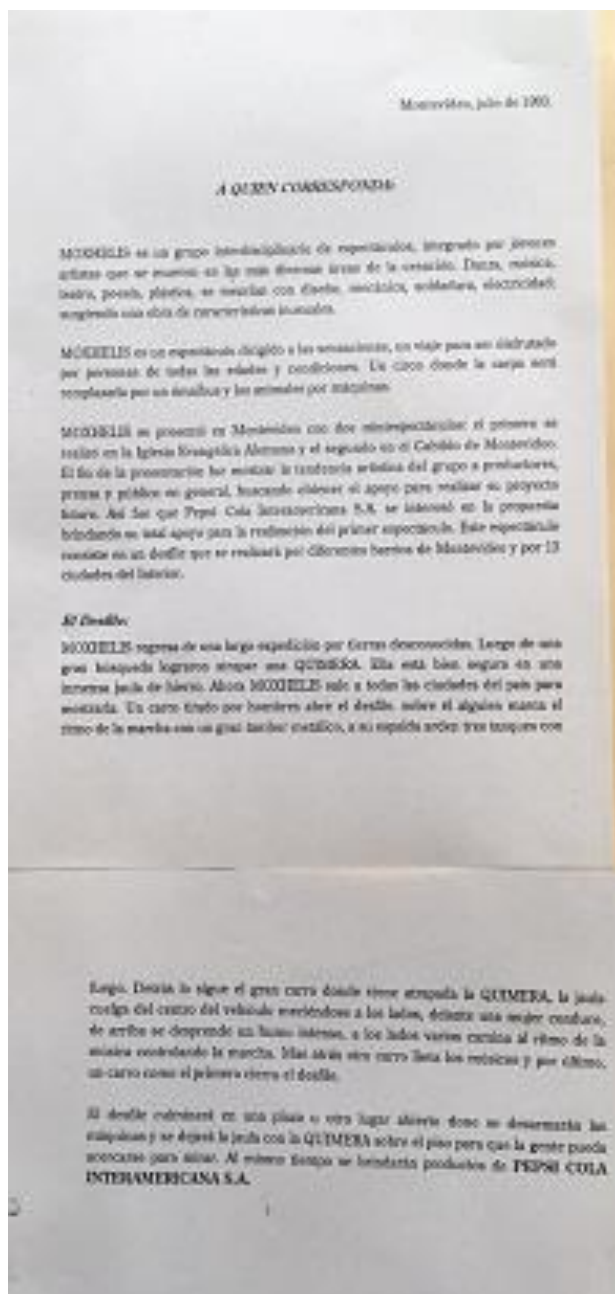 Montevideo, julio de 1993.
A QUIEN CORRESPONDA:
MOXHELIS es un grupo interdisciplinario de espectáculos, integrado por jóvenes
artistas que se mueven en las más diversas áreas de la creación. Danza, música,
teatro, poesía, plástica, se mezclan con diseño, mecánica, soldadura, electricidad;
surgiendo una obra de características inusuales.
MOXHELIS es un espectáculo dirigido a las sensaciones, un viaje para ser disfrutado
por personas de todas las edades y condiciones. Un circo donde la carpa será
remplazada por un ómnibus y los animales por máquinas.
MOXHELIS se presentó en Montevideo con dos miniespectáculos: el primero se
realizó en la Iglesia Evangélica Alemana y el segundo en el Cabildo de Montevideo.
El fin de la presentación fue mostrar la tendencia artística del grupo a productores,
prensa y público en general, buscando obtener el apoyo para realizar su proyecto
futuro. Así fue que Pepsi Cola Interamericana S.A. se interesó en la propuesta
brindando su total apoyo para la realización del primer espectáculo. Este espectáculo
consiste en un desfile que se realizará por diferentes barrios de Montevideo y por 13
ciudades del Interior.
El Desfile:
MOXHELIS regresa de una larga expedición por tierras desconocidas. Luego de una
gran búsqueda lograron atrapar una QUIMERA. Ella está bien segura en una
inmensa jaula de hierro. Ahora MOXHELIS sale a todas las ciudades del país para
mostrarla. Un carro tirado por hombres abre el desfile, sobre él alguien marca el
ritmo de la marcha con un gran tambor metálico, a su espalda arden tres tanques con
fuego. Detrás lo sigue el gran carro donde viene atrapada la QUIMERA, la jaula
cuelga del centro del vehículo meciéndose a los lados, delante una mujer conduce,
de arriba se desprende un humo intenso, a los lados varios camina al ritmo de la
música controlando la marcha. Mas atrás otro carro lleva los músicos y por último,
un carro como el primero cierra el desfile.
El desfile culminará en una plaza u otro lugar abierto donde se desarmarán las
máquinas y se dejará la jaula con la QUIMERA sobre el piso para que la gente pueda
acercarse para mirar. Al mismo tiempo se brindarán productos de PEPSI COLA
INTERAMERICANA S.A.